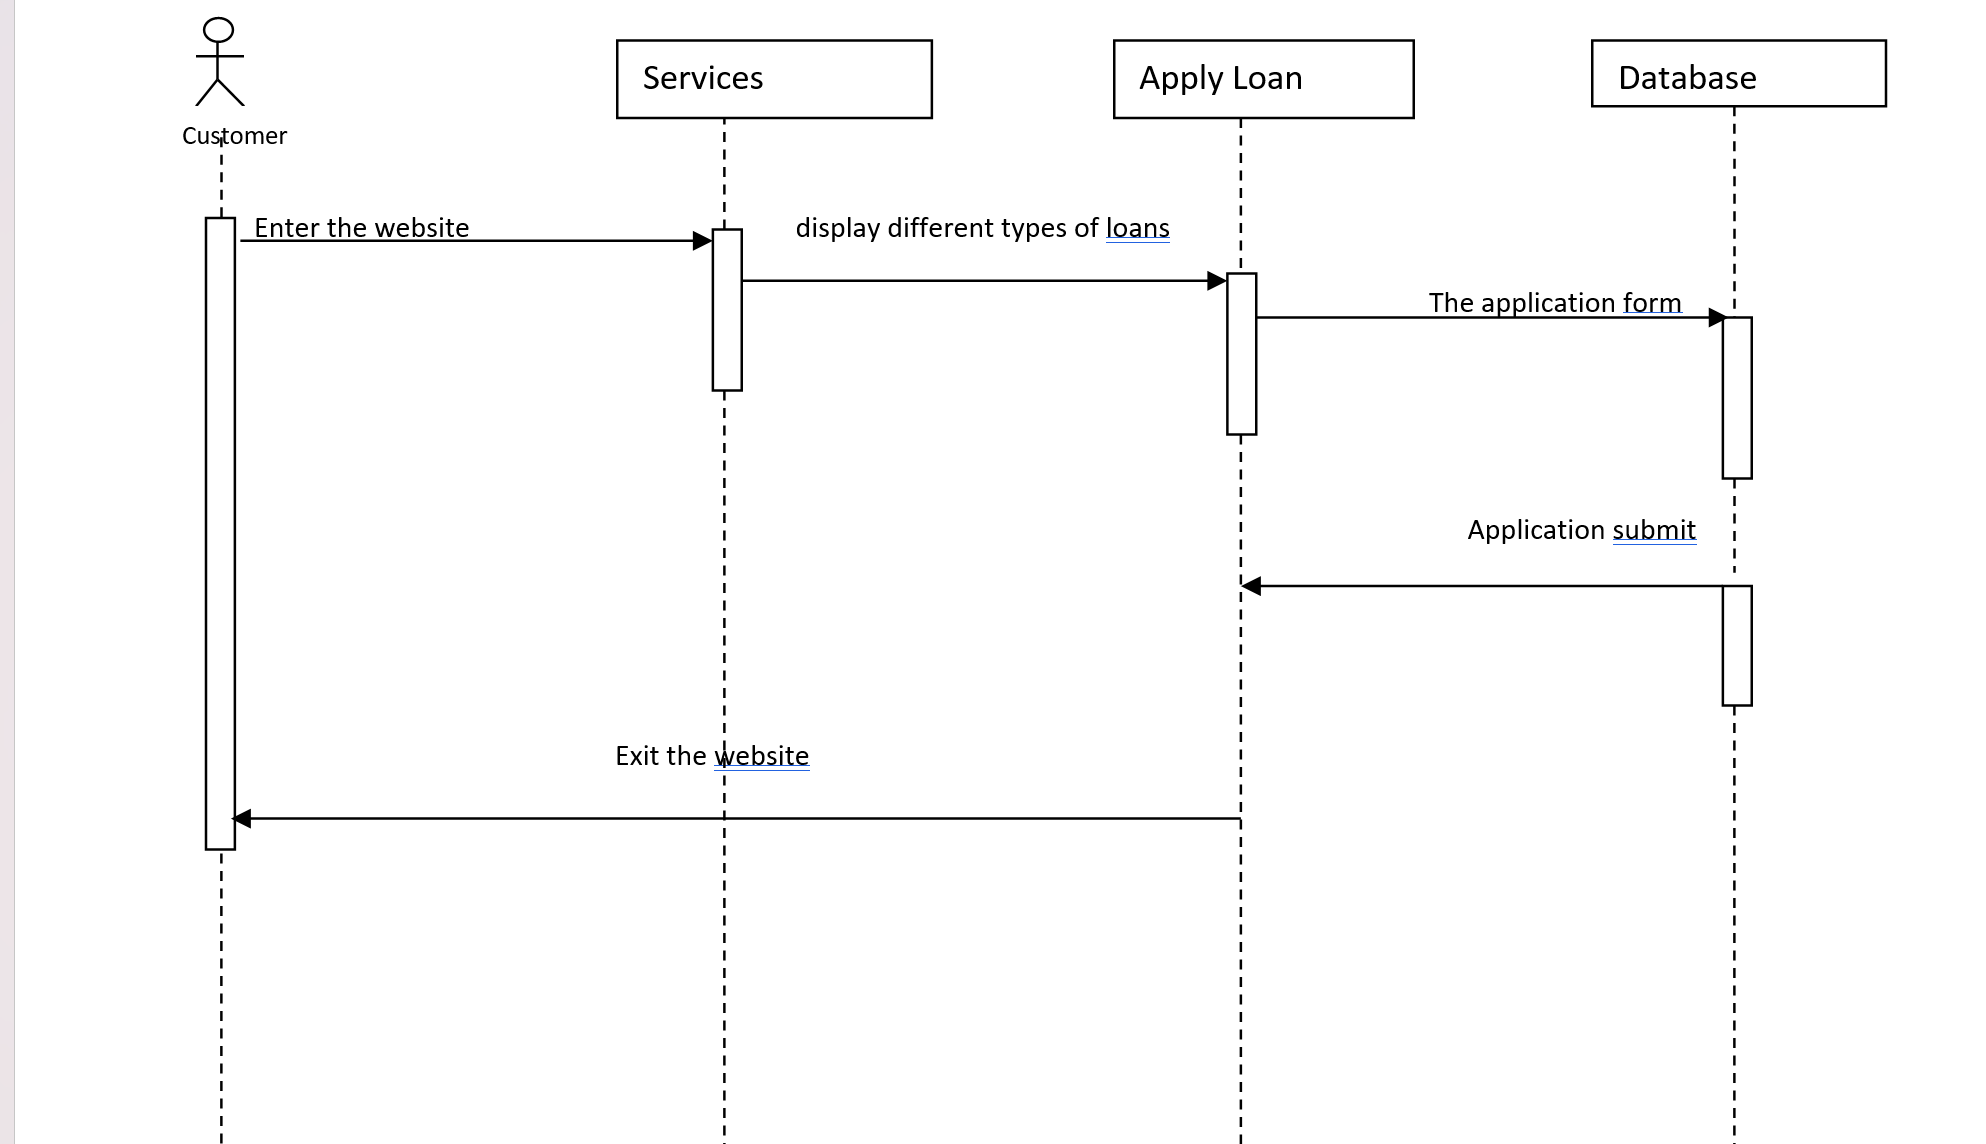 Services
Apply Loan
Database
Customer
Enter the website
display different types of loans
The application form
Application submit
Exit the website